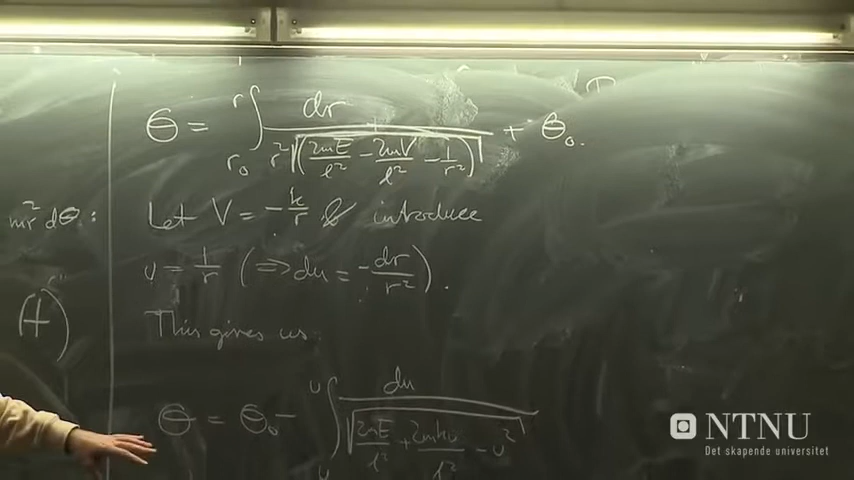 θ = ∫_{r₀}^{r} dr / (r² √(2mE/ℓ² - 2mV/ℓ² - 1/r²)) + θ₀.
mr² dθ :
Let V = -k/r & introduce
u = 1/r (⇒ du = -dr/r²).
(+)
This gives us
θ = θ₀ - ∫^{u} du / √(2mE/ℓ² + 2mku/ℓ² - u²)
NTNU
Det skapende universitet